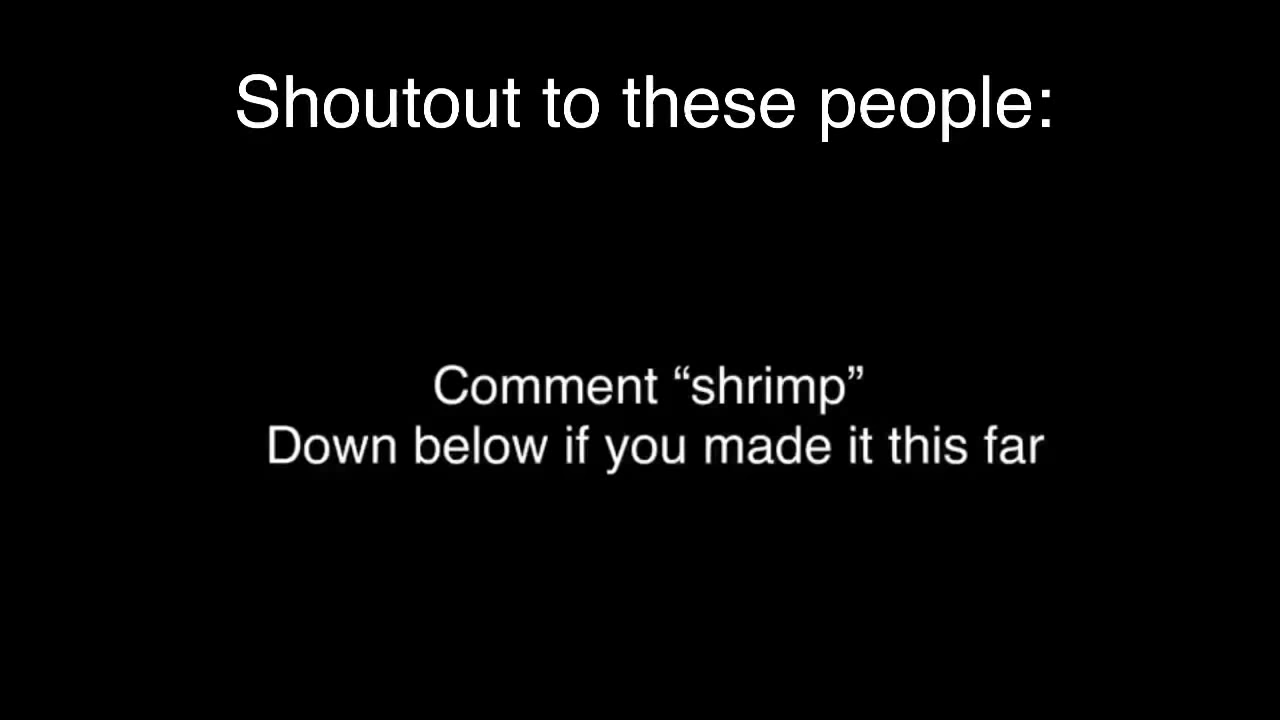 Shoutout to these people:
Comment “shrimp”
Down below if you made it this far